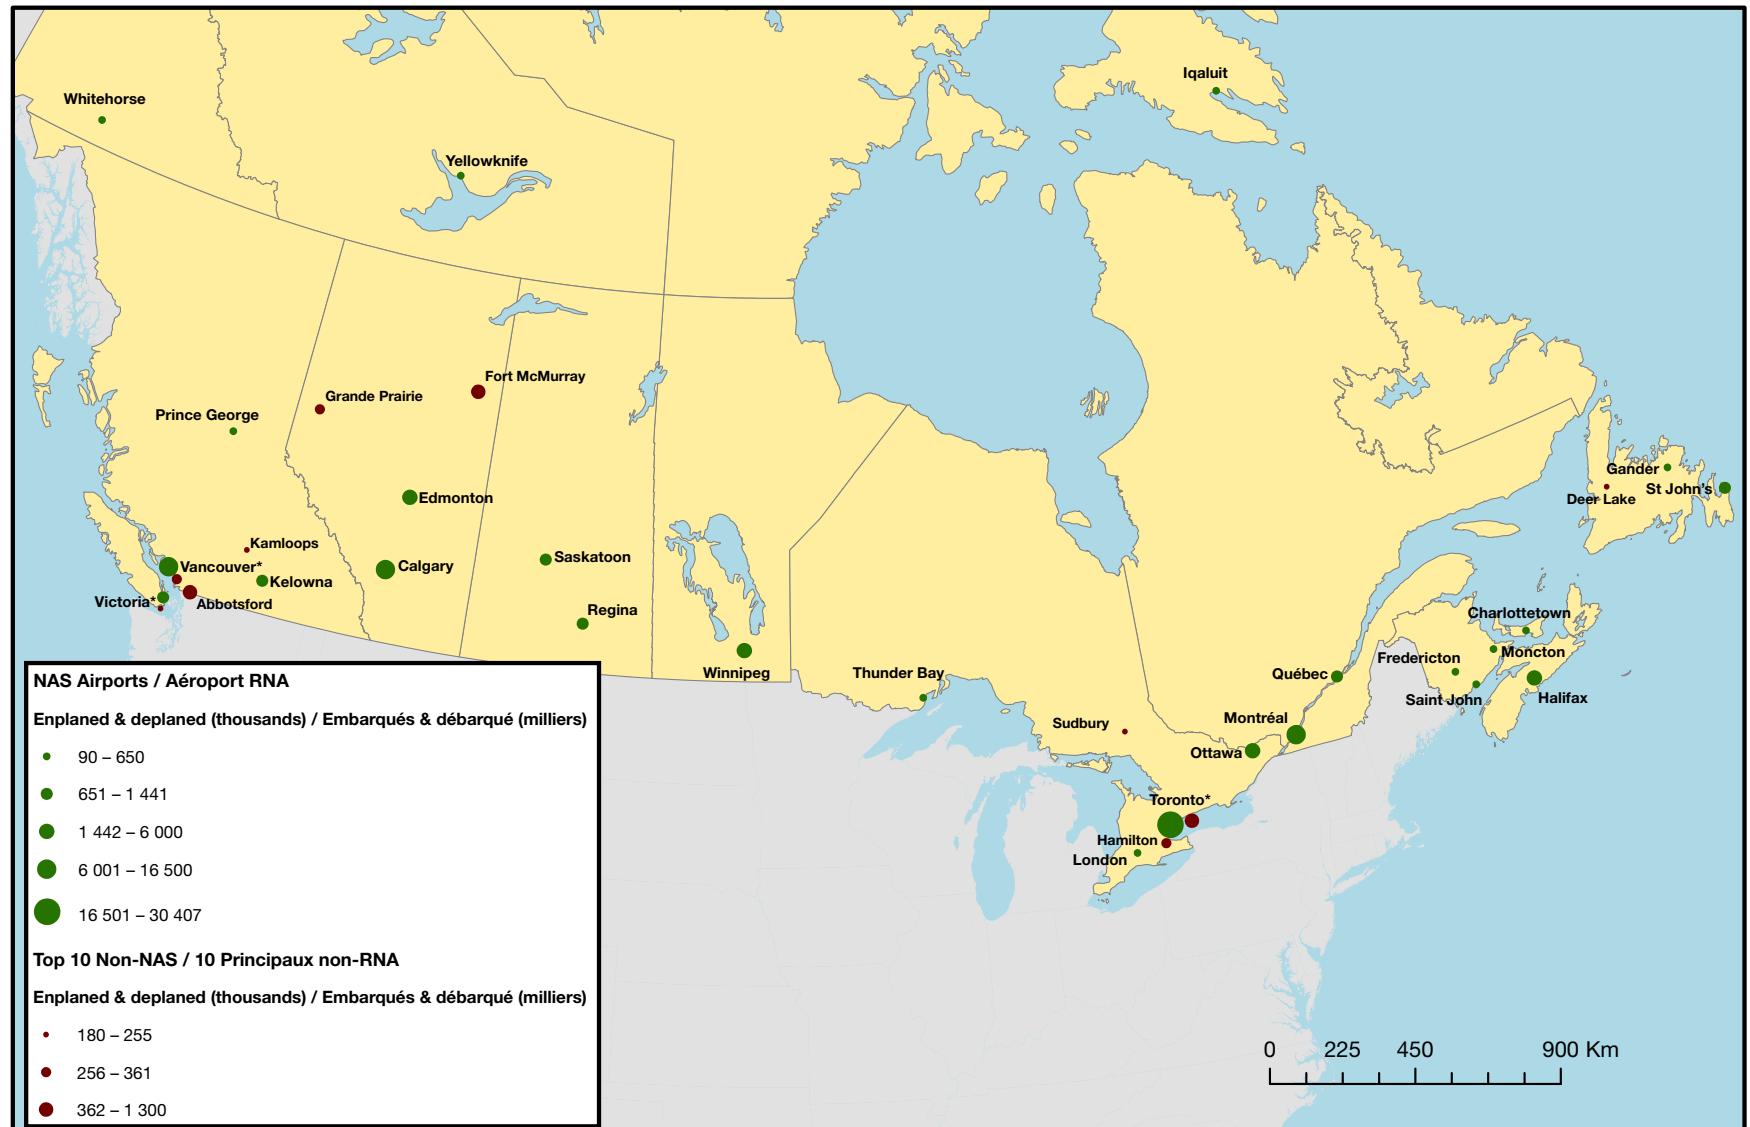 Iqaluit
Whitehorse
Yellowknife
Fort McMurray
Grande Prairie
Prince George
Gander
St John's
Deer Lake
Edmonton
Kamloops
Saskatoon
Vancouver*
Calgary
Kelowna
Victoria*
Abbotsford
Regina
Charlottetown
Moncton
Fredericton
Winnipeg
Thunder Bay
Québec
Saint John
Halifax
Sudbury
Montréal
Ottawa
Toronto*
Hamilton
London
NAS Airports / Aéroport RNA
Enplaned & deplaned (thousands) / Embarqués & débarqué (milliers)
90 – 650
651 – 1 441
1 442 – 6 000
6 001 – 16 500
16 501 – 30 407
Top 10 Non-NAS / 10 Principaux non-RNA
Enplaned & deplaned (thousands) / Embarqués & débarqué (milliers)
180 – 255
256 – 361
362 – 1 300
0 225 450 900 Km